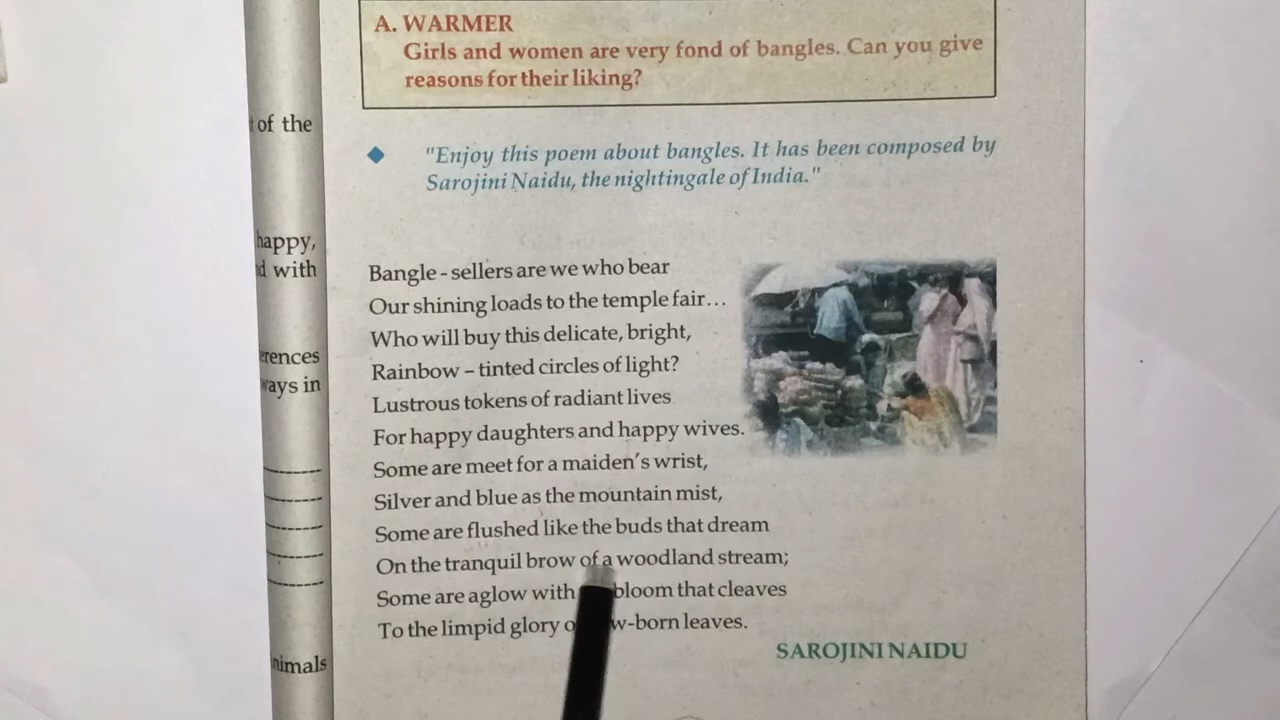 of the
happy,
d with
erences
ways in
nimals
A. WARMER
Girls and women are very fond of bangles. Can you give
reasons for their liking?
"Enjoy this poem about bangles. It has been composed by
Sarojini Naidu, the nightingale of India."
Bangle - sellers are we who bear
Our shining loads to the temple fair...
Who will buy this delicate, bright,
Rainbow – tinted circles of light?
Lustrous tokens of radiant lives
For happy daughters and happy wives.
Some are meet for a maiden's wrist,
Silver and blue as the mountain mist,
Some are flushed like the buds that dream
On the tranquil brow of a woodland stream;
Some are aglow with bloom that cleaves
To the limpid glory o w-born leaves.
SAROJINI NAIDU